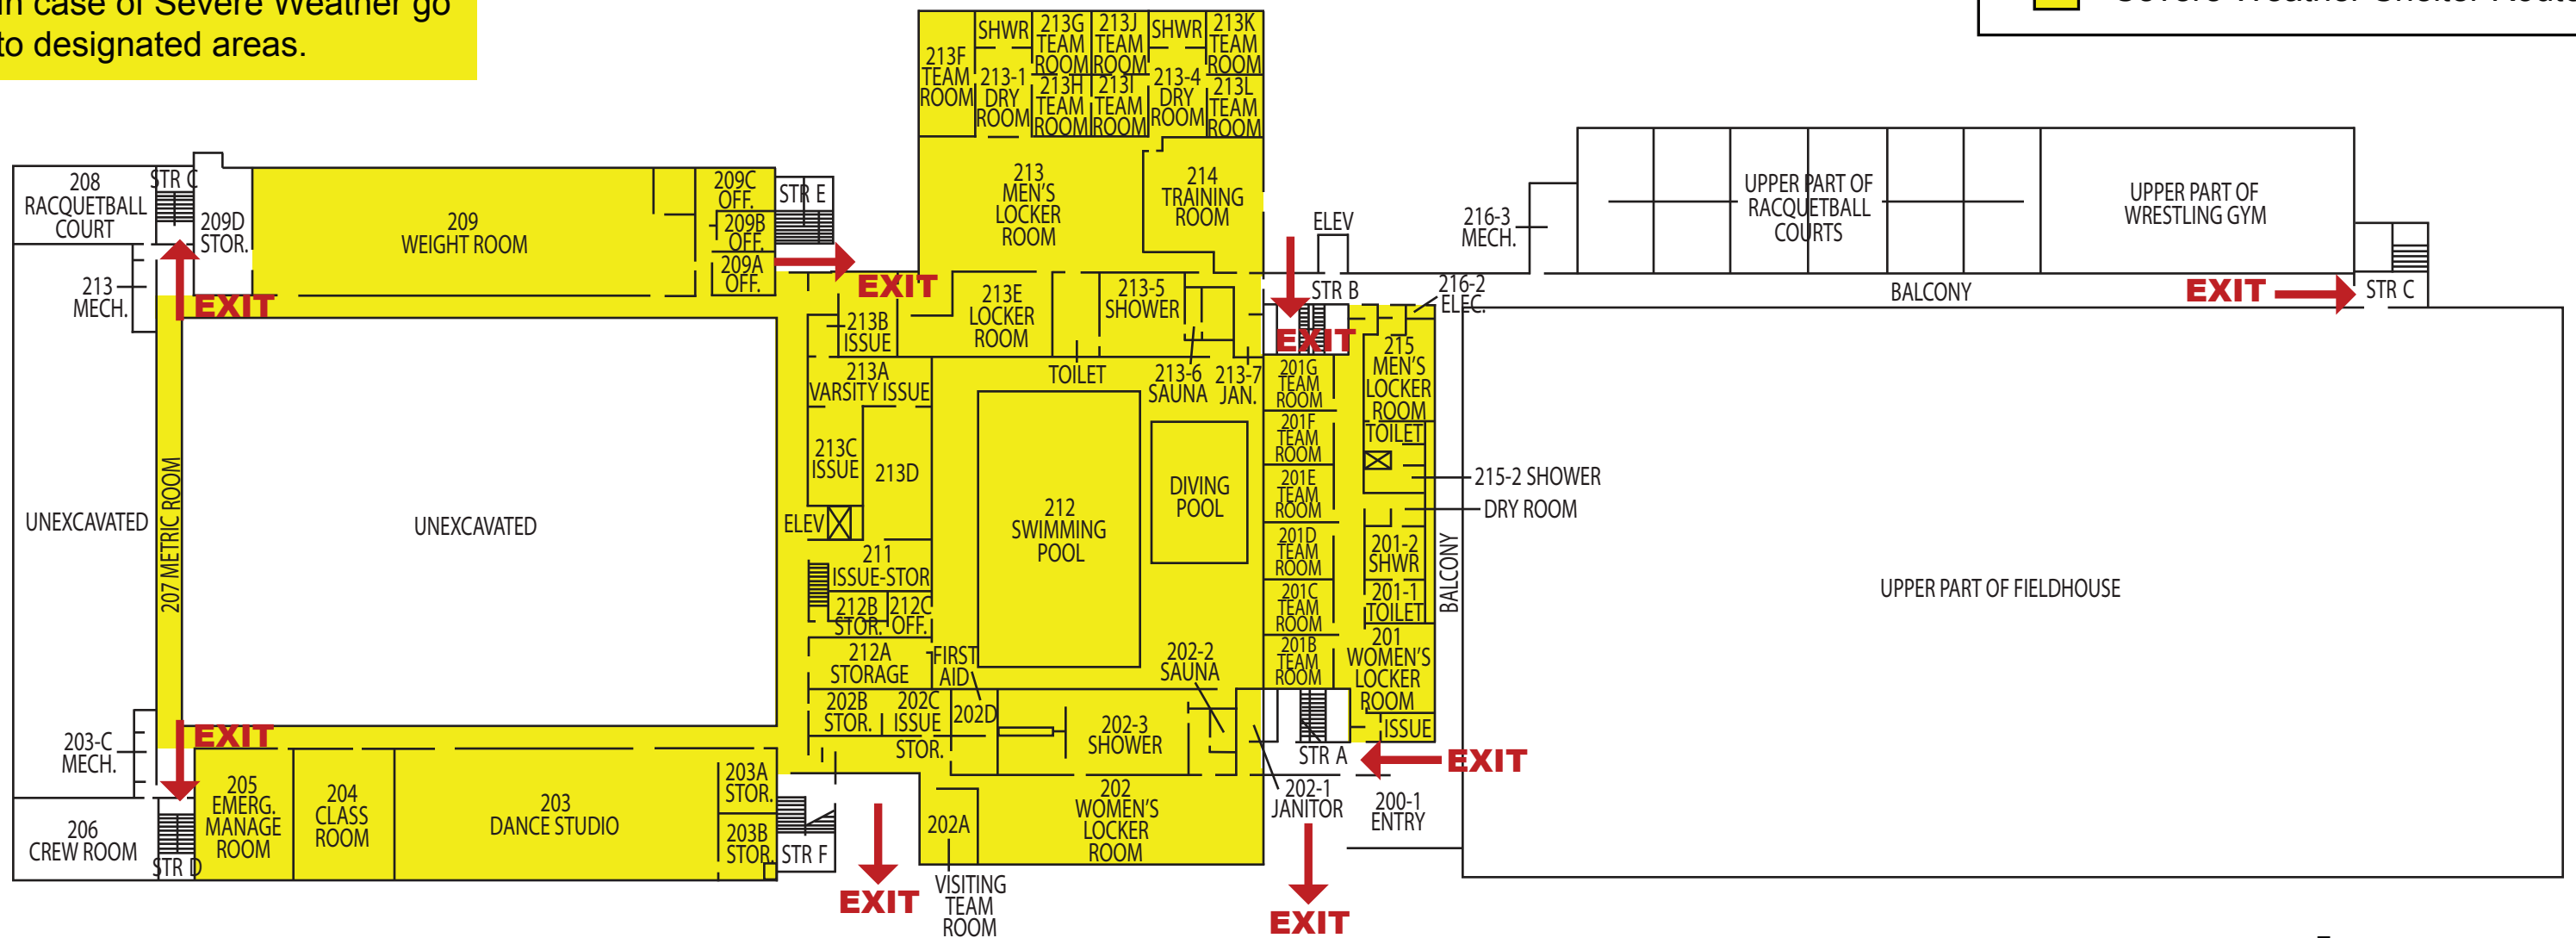 in case of Severe Weather go
to designated areas.
SHWR
213G
TEAM
ROOM
213J
TEAM
ROOM
SHWR
213K
TEAM
ROOM
213F
TEAM
ROOM
213-1
DRY
ROOM
213H
TEAM
ROOM
213I
TEAM
ROOM
213-4
DRY
ROOM
213L
TEAM
ROOM
208
RACQUETBALL
COURT
STR C
209D
STOR.
209
WEIGHT ROOM
209C
OFF.
209B
OFF.
209A
OFF.
STR E
213
MEN'S
LOCKER
ROOM
214
TRAINING
ROOM
ELEV
216-3
MECH.
UPPER PART OF
RACQUETBALL
COURTS
UPPER PART OF
WRESTLING GYM
213
MECH.
EXIT
EXIT
213B
ISSUE
213E
LOCKER
ROOM
213-5
SHOWER
STR B
EXIT
216-2
ELEC.
BALCONY
EXIT
STR C
213A
VARSITY ISSUE
TOILET
213-6
SAUNA
213-7
JAN.
201G
TEAM
ROOM
215
MEN'S
LOCKER
ROOM
TOILET
213C
ISSUE
213D
201F
TEAM
ROOM
201E
TEAM
ROOM
215-2 SHOWER
DRY ROOM
UNEXCAVATED
207 METRIC ROOM
UNEXCAVATED
ELEV
212
SWIMMING
POOL
DIVING
POOL
201D
TEAM
ROOM
201-2
SHWR
BALCONY
211
ISSUE-STOR
212B
STOR.
212C
OFF.
201C
TEAM
ROOM
201-1
TOILET
UPPER PART OF FIELDHOUSE
212A
STORAGE
FIRST
AID
202-2
SAUNA
201B
TEAM
ROOM
201
WOMEN'S
LOCKER
ROOM
ISSUE
202B
STOR.
202C
ISSUE
STOR.
202D
202-3
SHOWER
203-C
MECH.
EXIT
STR A
EXIT
205
EMERG.
MANAGE
ROOM
204
CLASS
ROOM
203
DANCE STUDIO
203A
STOR.
203B
STOR.
STR F
206
CREW ROOM
STR D
202A
202
WOMEN'S
LOCKER
ROOM
202-1
JANITOR
200-1
ENTRY
EXIT
VISITING
TEAM
ROOM
EXIT